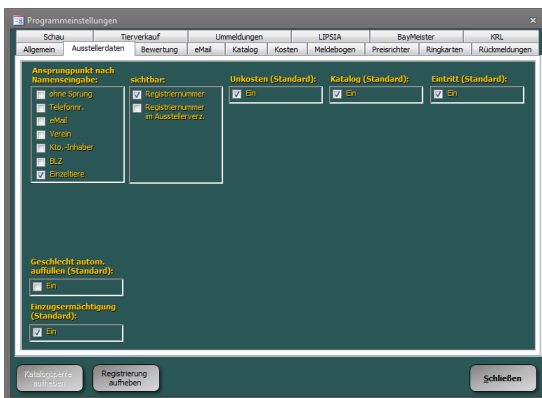 Programmeinstellungen
Schau Tierverkauf Ummeldungen LIPSIA BayMeister KRL
Allgemein Ausstellerdaten Bewertung eMail Katalog Kosten Meldebogen Preisrichter Ringkarten Rückmeldungen
Ansprungpunkt nach
Namenseingabe:
ohne Sprung
Telefonnr.
eMail
Verein
Kto.-Inhaber
BLZ
Einzeltiere
sichtbar:
Registriernummer
Registriernummer
im Ausstellerverz.
Unkosten (Standard):
Ein
Katalog (Standard):
Ein
Eintritt (Standard):
Ein
Geschlecht autom.
auffüllen (Standard):
Ein
Einzugsermächtigung
(Standard):
Ein
Katalogsperre
aufheben
Registrierung
aufheben
Schließen